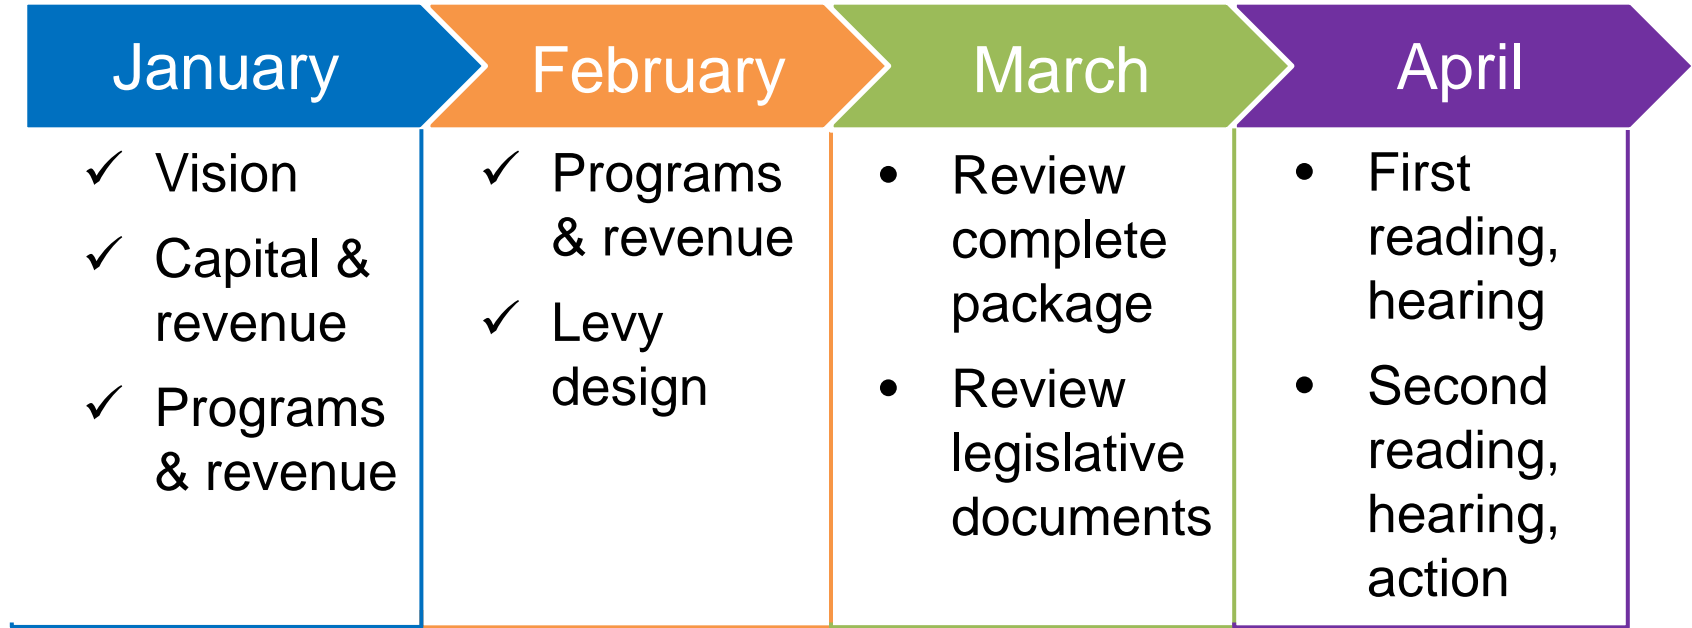 January
✓ Vision
✓ Capital &
revenue
✓ Programs
& revenue
February
✓ Programs
& revenue
✓ Levy
design
March
• Review
complete
package
• Review
legislative
documents
April
• First
reading,
hearing
• Second
reading,
hearing,
action